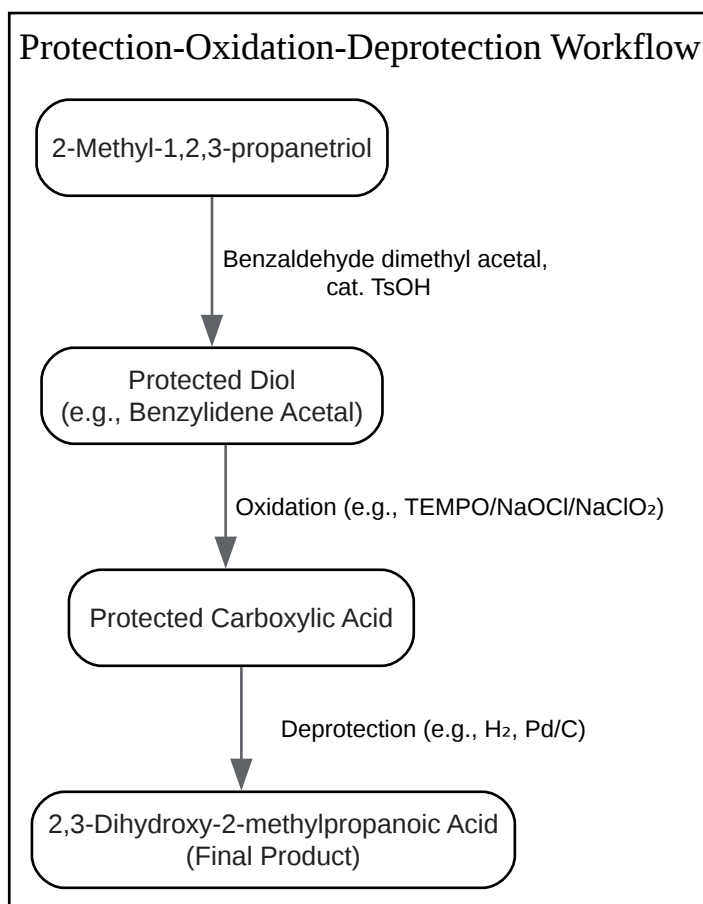 Protection-Oxidation-Deprotection Workflow
2-Methyl-1,2,3-propanetriol
Benzaldehyde dimethyl acetal,
cat. TsOH
Protected Diol
(e.g., Benzylidene Acetal)
Oxidation (e.g., TEMPO/NaOCl/NaClO₂)
Protected Carboxylic Acid
Deprotection (e.g., H₂, Pd/C)
2,3-Dihydroxy-2-methylpropanoic Acid
(Final Product)